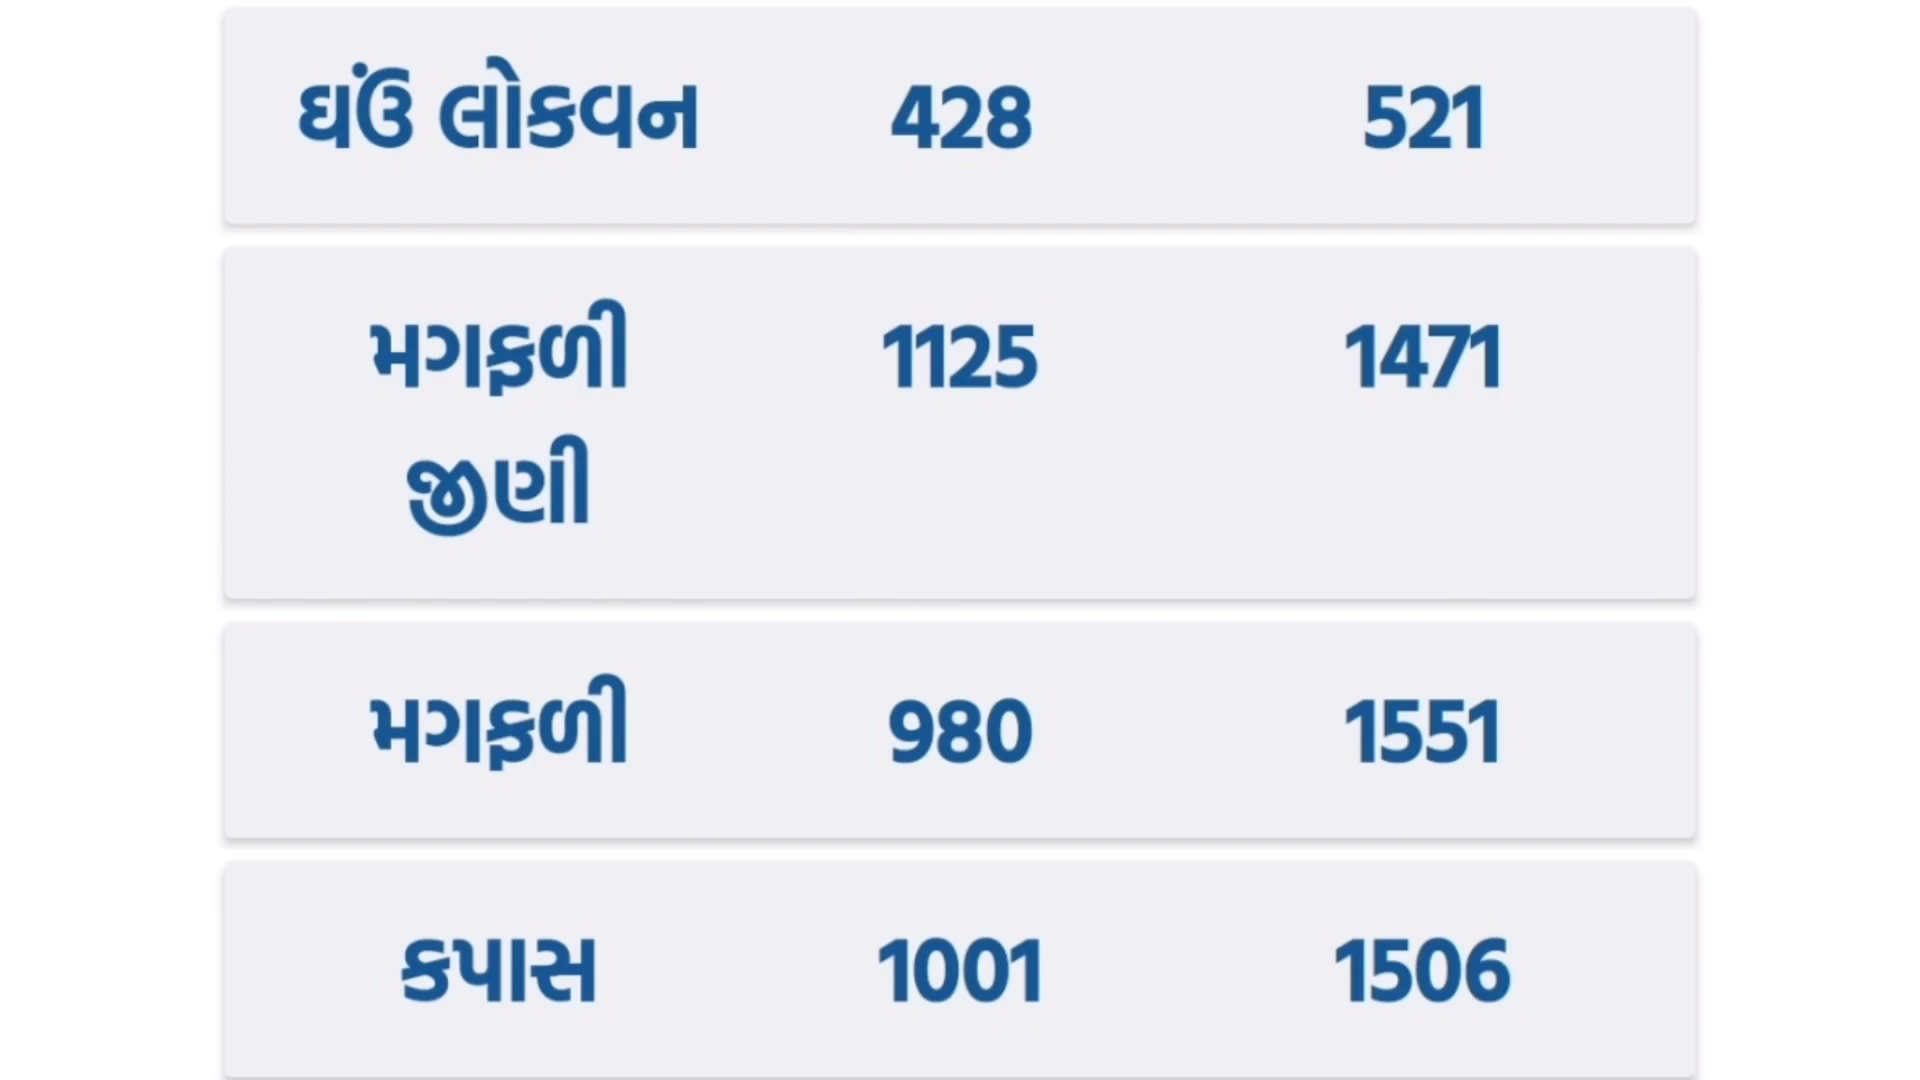 ઘઉં લોકવન 428 521
મગફળી 1125 1471
જીણી
મગફળી 980 1551
કપાસ 1001 1506